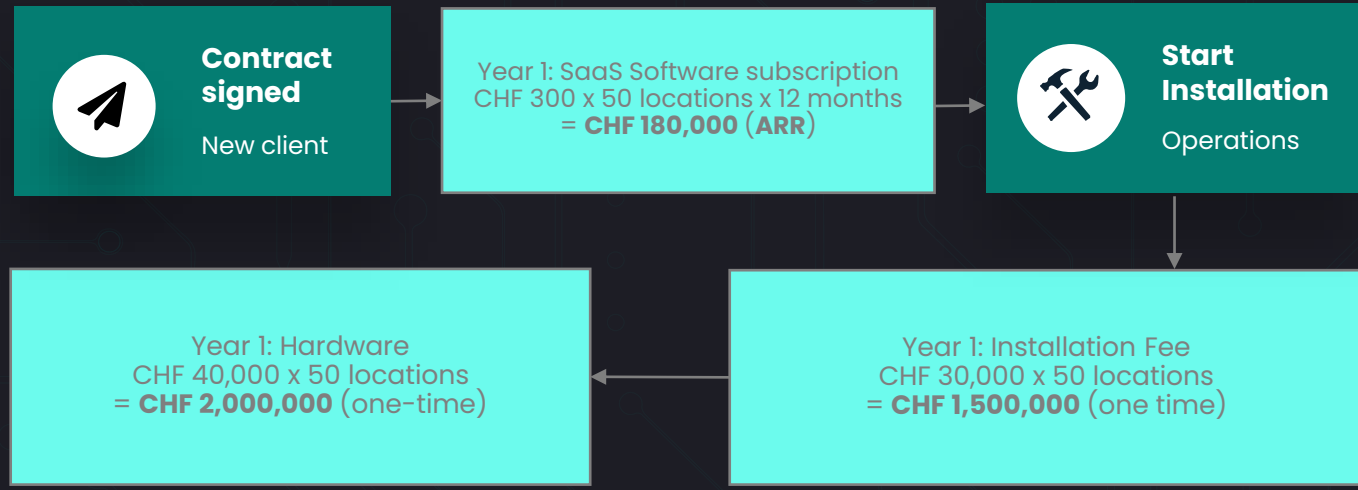 Contract
signed
New client
Year 1: SaaS Software subscription
CHF 300 x 50 locations x 12 months
= CHF 180,000 (ARR)
Start
Installation
Operations
Year 1: Installation Fee
CHF 30,000 x 50 locations
= CHF 1,500,000 (one time)
Year 1: Hardware
CHF 40,000 x 50 locations
= CHF 2,000,000 (one-time)